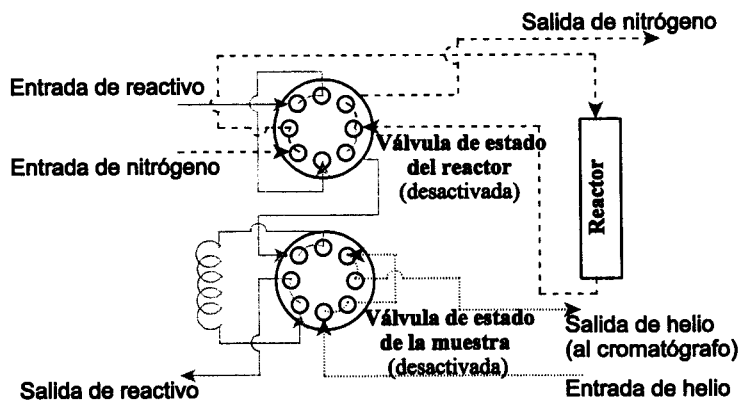 Salida de nitrógeno
Entrada de reactivo
Entrada de nitrógeno
Válvula de estado
del reactor
(desactivada)
Reactor
Válvula de estado
de la muestra
(desactivada)
Salida de helio
(al cromatógrafo)
Salida de reactivo
Entrada de helio